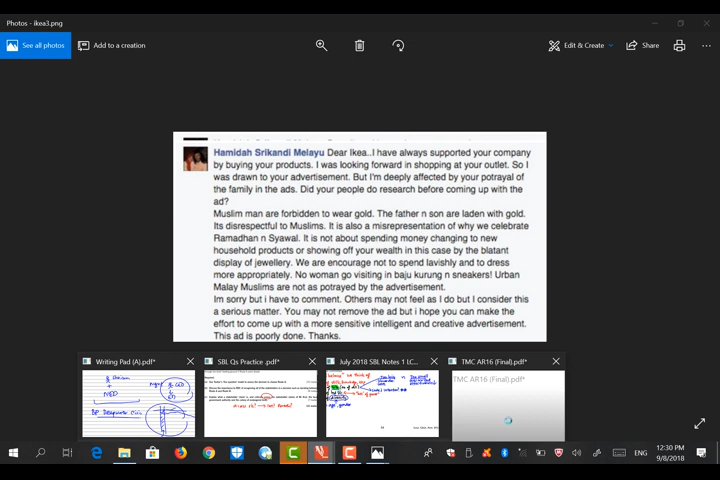 Photos - ikea3.png
See all photos
Add to a creation
Edit & Create
Share
Hamidah Srikandi Melayu Dear Ikea..I have always supported your company
by buying your products. I was looking forward in shopping at your outlet. So I
was drawn to your advertisement. But I'm deeply affected by your potrayal of
the family in the ads. Did your people do research before coming up with the
ad?
Muslim man are forbidden to wear gold. The father n son are laden with gold.
Its disrespectful to Muslims. It is also a misrepresentation of why we celebrate
Ramadhan n Syawal. It is not about spending money changing to new
household products or showing off your wealth in this case by the blatant
display of jewellery. We are encourage not to spend lavishly and to dress
more appropriately. No woman go visiting in baju kurung n sneakers! Urban
Malay Muslims are not as potrayed by the advertisement.
Im sorry but i have to comment. Others may not feel as I do but I consider this
a serious matter. You may not remove the ad but i hope you can make the
effort to come up with a more sensitive intelligent and creative advertisement.
This ad is poorly done. Thanks.
Writing Pad (A).pdf*
SBL Qs Practice .pdf*
July 2018 SBL Notes 1 LC...
TMC AR16 (Final).pdf*
NED
TMC AR16 (Final).pdf*
ENG
12:30 PM
9/8/2018